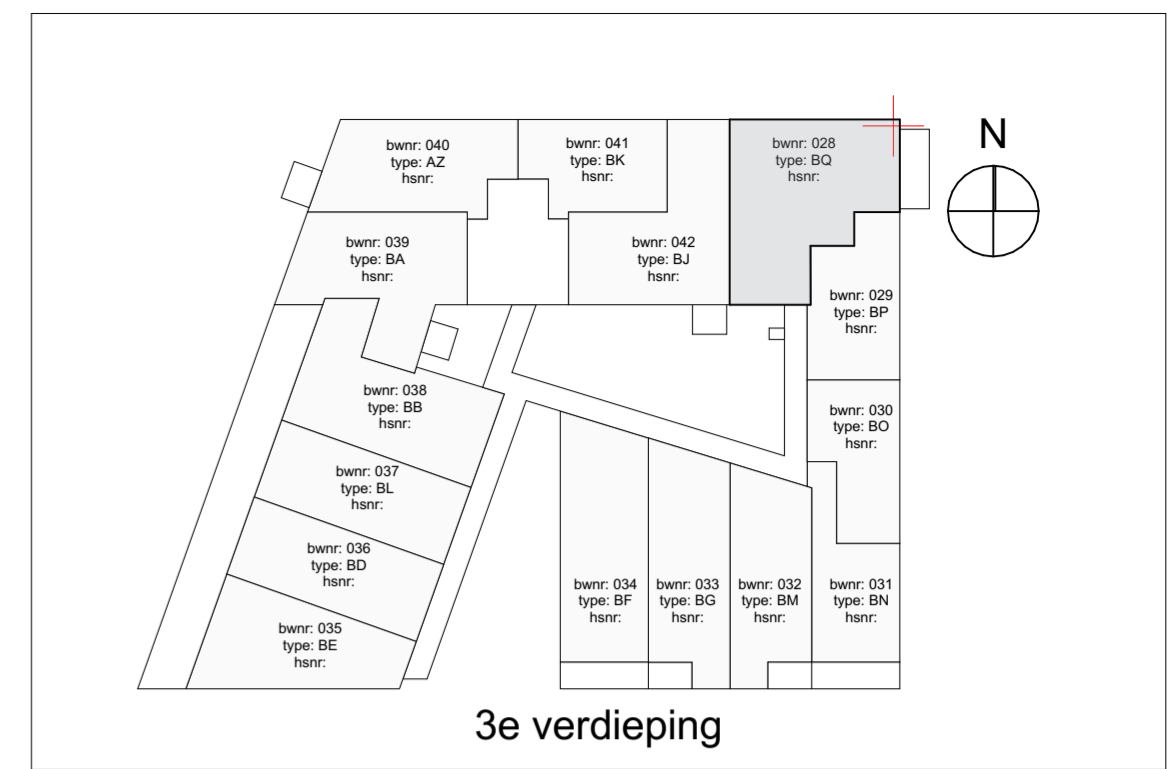 bwnr: 040
type: AZ
hsnr:
bwnr: 041
type: BK
hsnr:
bwnr: 028
type: BQ
hsnr:
N
bwnr: 039
type: BA
hsnr:
bwnr: 042
type: BJ
hsnr:
bwnr: 029
type: BP
hsnr:
bwnr: 038
type: BB
hsnr:
bwnr: 030
type: BO
hsnr:
bwnr: 037
type: BL
hsnr:
bwnr: 036
type: BD
hsnr:
bwnr: 034
type: BF
hsnr:
bwnr: 033
type: BG
hsnr:
bwnr: 032
type: BM
hsnr:
bwnr: 031
type: BN
hsnr:
bwnr: 035
type: BE
hsnr:
3e verdieping